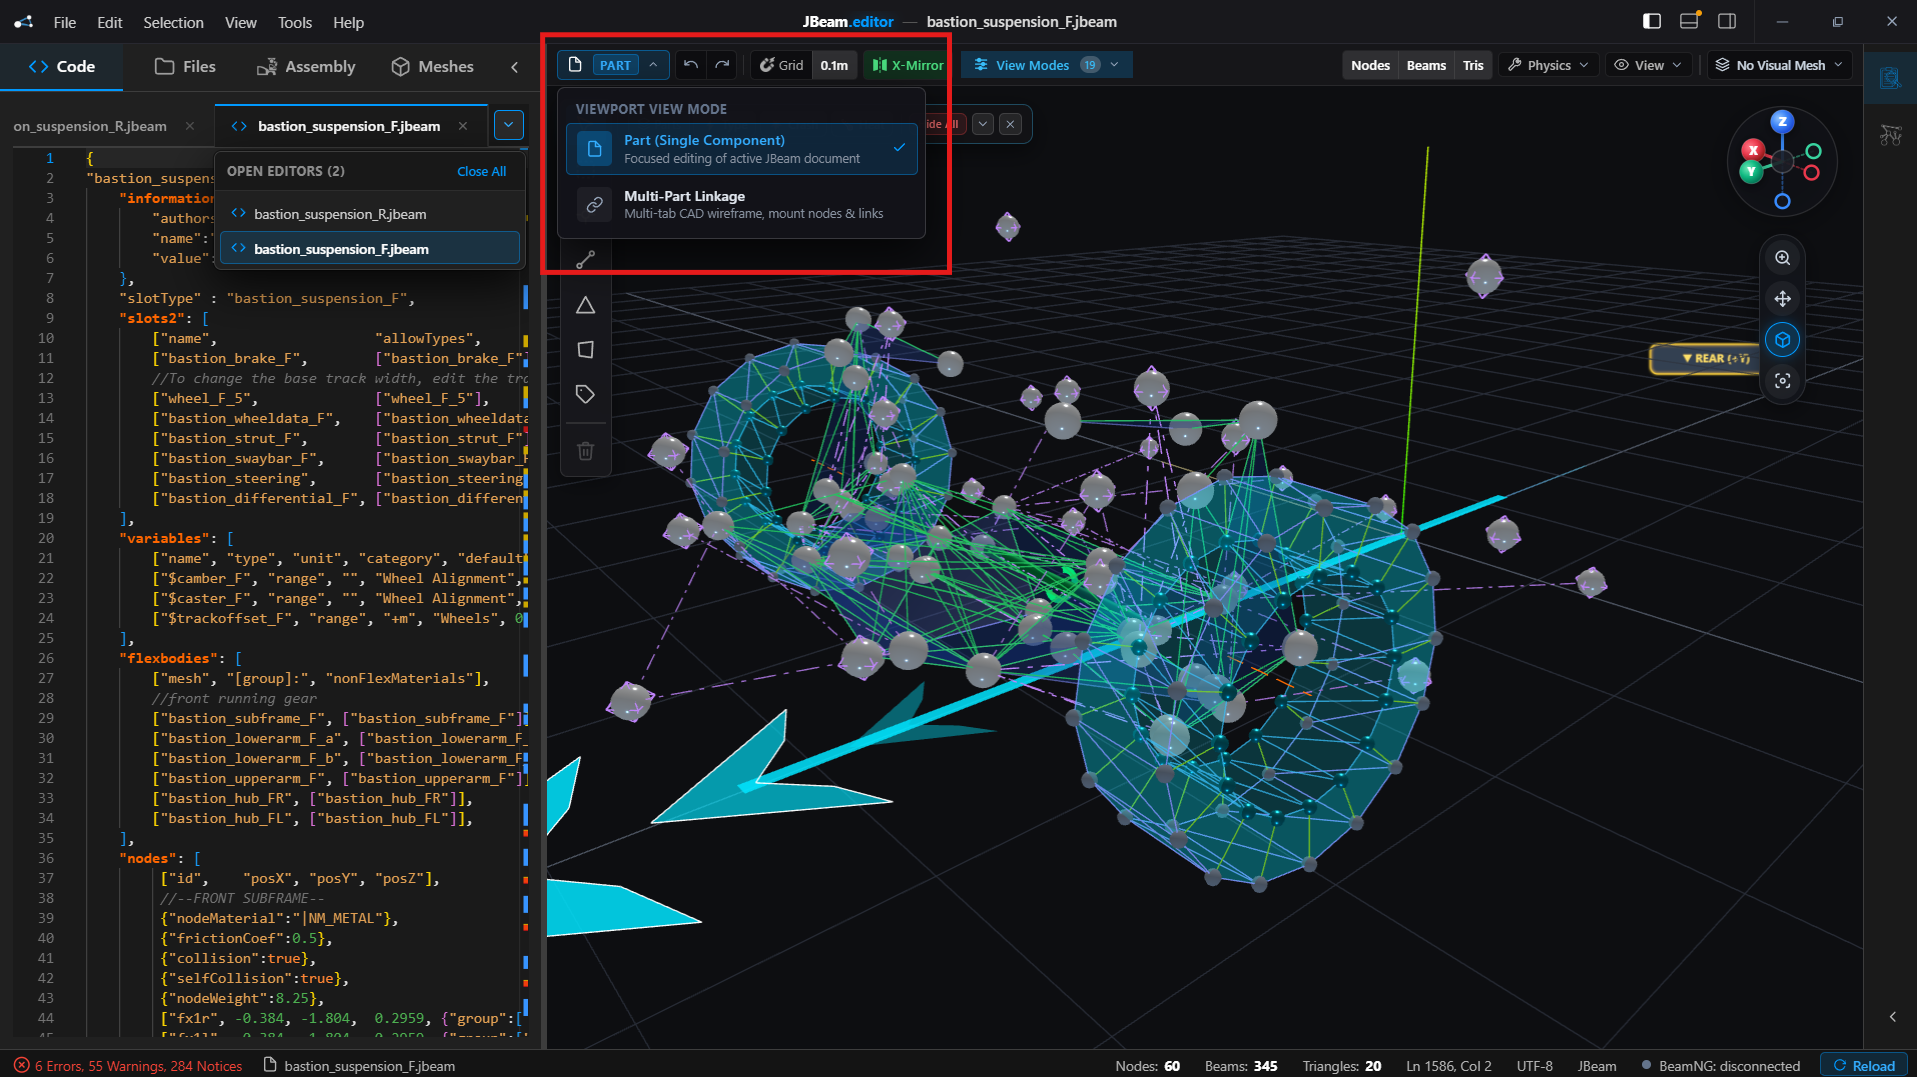 File Edit Selection View Tools Help
JBeam.editor — bastion_suspension_F.jbeam
Code Files Assembly Meshes
PART Grid 0.1m X-Mirror View Modes 19 Nodes Beams Tris Physics View No Visual Mesh
on_suspension_R.jbeam bastion_suspension_F.jbeam
OPEN EDITORS (2) Close All
bastion_suspension_R.jbeam
bastion_suspension_F.jbeam
VIEWPORT VIEW MODE
Part (Single Component)
Focused editing of active JBeam document
Multi-Part Linkage
Multi-tab CAD wireframe, mount nodes & links
ide All
Z
X
Y
▼ REAR (+Y)
1 {
2 "bastion_suspens
3 "information
4 "authors
5 "name":"
6 "value":
7 },
8 "slotType" : "bastion_suspension_F",
9 "slots2": [
10 ["name", "allowTypes",
11 ["bastion_brake_F", ["bastion_brake_F"]
12 //To change the base track width, edit the tra
13 ["wheel_F_5", ["wheel_F_5"],
14 ["bastion_wheeldata_F", ["bastion_wheeldata
15 ["bastion_strut_F", ["bastion_strut_F"
16 ["bastion_swaybar_F", ["bastion_swaybar_F
17 ["bastion_steering", ["bastion_steering
18 ["bastion_differential_F", ["bastion_differen
19 ],
20 "variables": [
21 ["name", "type", "unit", "category", "default
22 ["$camber_F", "range", "", "Wheel Alignment",
23 ["$caster_F", "range", "", "Wheel Alignment",
24 ["$trackoffset_F", "range", "+m", "Wheels", 0
25 ],
26 "flexbodies": [
27 ["mesh", "[group]:", "nonFlexMaterials"],
28 //front running gear
29 ["bastion_subframe_F", ["bastion_subframe_F"]
30 ["bastion_lowerarm_F_a", ["bastion_lowerarm_F_
31 ["bastion_lowerarm_F_b", ["bastion_lowerarm_F
32 ["bastion_upperarm_F", ["bastion_upperarm_F"]
33 ["bastion_hub_FR", ["bastion_hub_FR"]],
34 ["bastion_hub_FL", ["bastion_hub_FL"]],
35 ],
36 "nodes": [
37 ["id", "posX", "posY", "posZ"],
38 //--FRONT SUBFRAME--
39 {"nodeMaterial":"|NM_METAL"},
40 {"frictionCoef":0.5},
41 {"collision":true},
42 {"selfCollision":true},
43 {"nodeWeight":8.25},
44 ["fx1r", -0.384, -1.804, 0.2959, {"group":[
6 Errors, 55 Warnings, 284 Notices bastion_suspension_F.jbeam Nodes: 60 Beams: 345 Triangles: 20 Ln 1586, Col 2 UTF-8 JBeam BeamNG: disconnected Reload